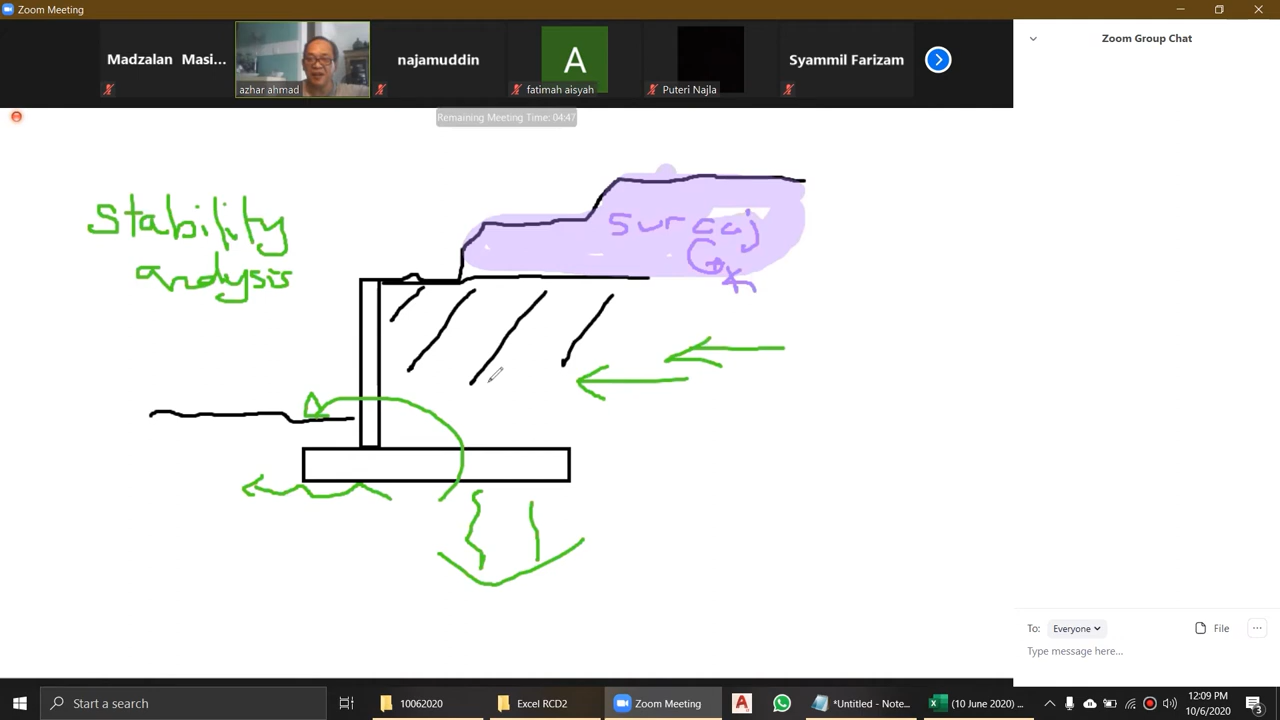 Zoom Meeting
Madzalan Masi...
azhar ahmad
najamuddin
A
fatimah aisyah
Puteri Najla
Syammil Farizam
Zoom Group Chat
Remaining Meeting Time: 04:47
stability
analysis
surcaj
To: Everyone
File
Type message here...
Start a search
10062020
Excel RCD2
Zoom Meeting
*Untitled - Note...
(10 June 2020) ...
12:09 PM
10/6/2020
3